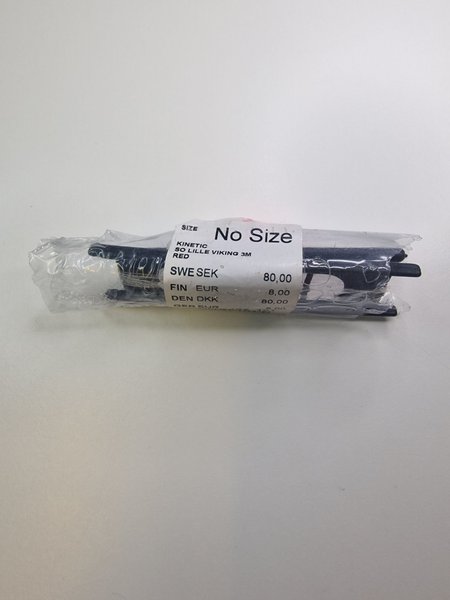 SIZE No Size
KINETIC
SO LILLE VIKING 3M
RED
SWE SEK 80,00
FIN EUR 8,00
DEN DKK 80,00